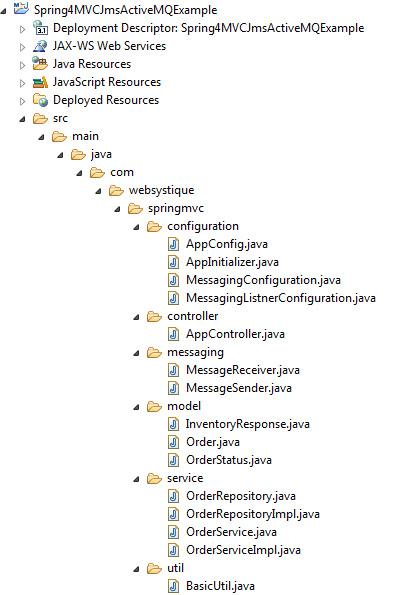 Spring4MVCJmsActiveMQExample
3.1 Deployment Descriptor: Spring4MVCJmsActiveMQExample
JAX-WS Web Services
Java Resources
JavaScript Resources
Deployed Resources
src
main
java
com
websystique
springmvc
configuration
AppConfig.java
AppInitializer.java
MessagingConfiguration.java
MessagingListnerConfiguration.java
controller
AppController.java
messaging
MessageReceiver.java
MessageSender.java
model
InventoryResponse.java
Order.java
OrderStatus.java
service
OrderRepository.java
OrderRepositoryImpl.java
OrderService.java
OrderServiceImpl.java
util
BasicUtil.java